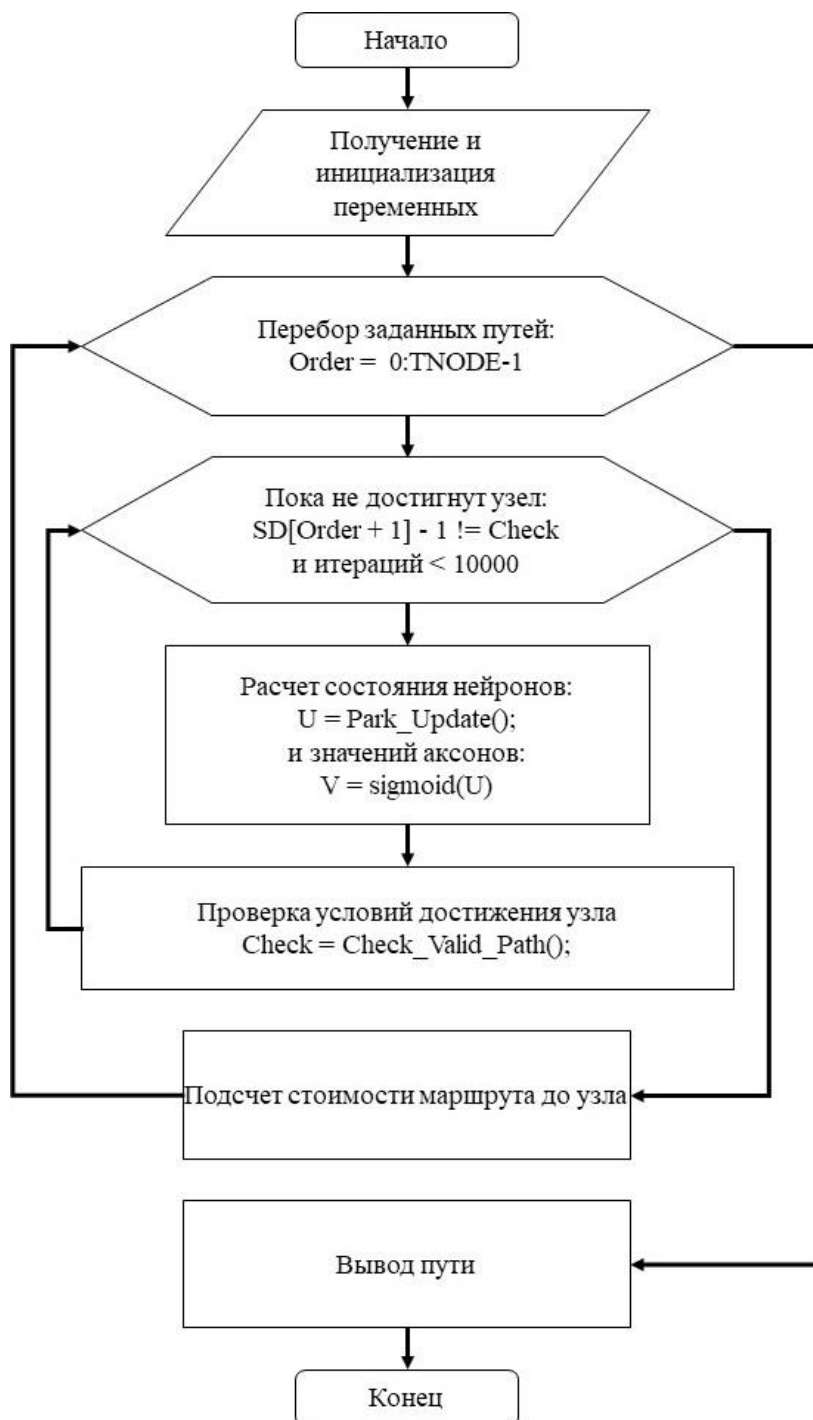 Начало
Получение и
инициализация
переменных
Перебор заданных путей:
Order = 0:TNODE-1
Пока не достигнут узел:
SD[Order + 1] - 1 != Check
и итераций < 10000
Расчет состояния нейронов:
U = Park_Update();
и значений аксонов:
V = sigmoid(U)
Проверка условий достижения узла
Check = Check_Valid_Path();
Подсчет стоимости маршрута до узла
Вывод пути
Конец